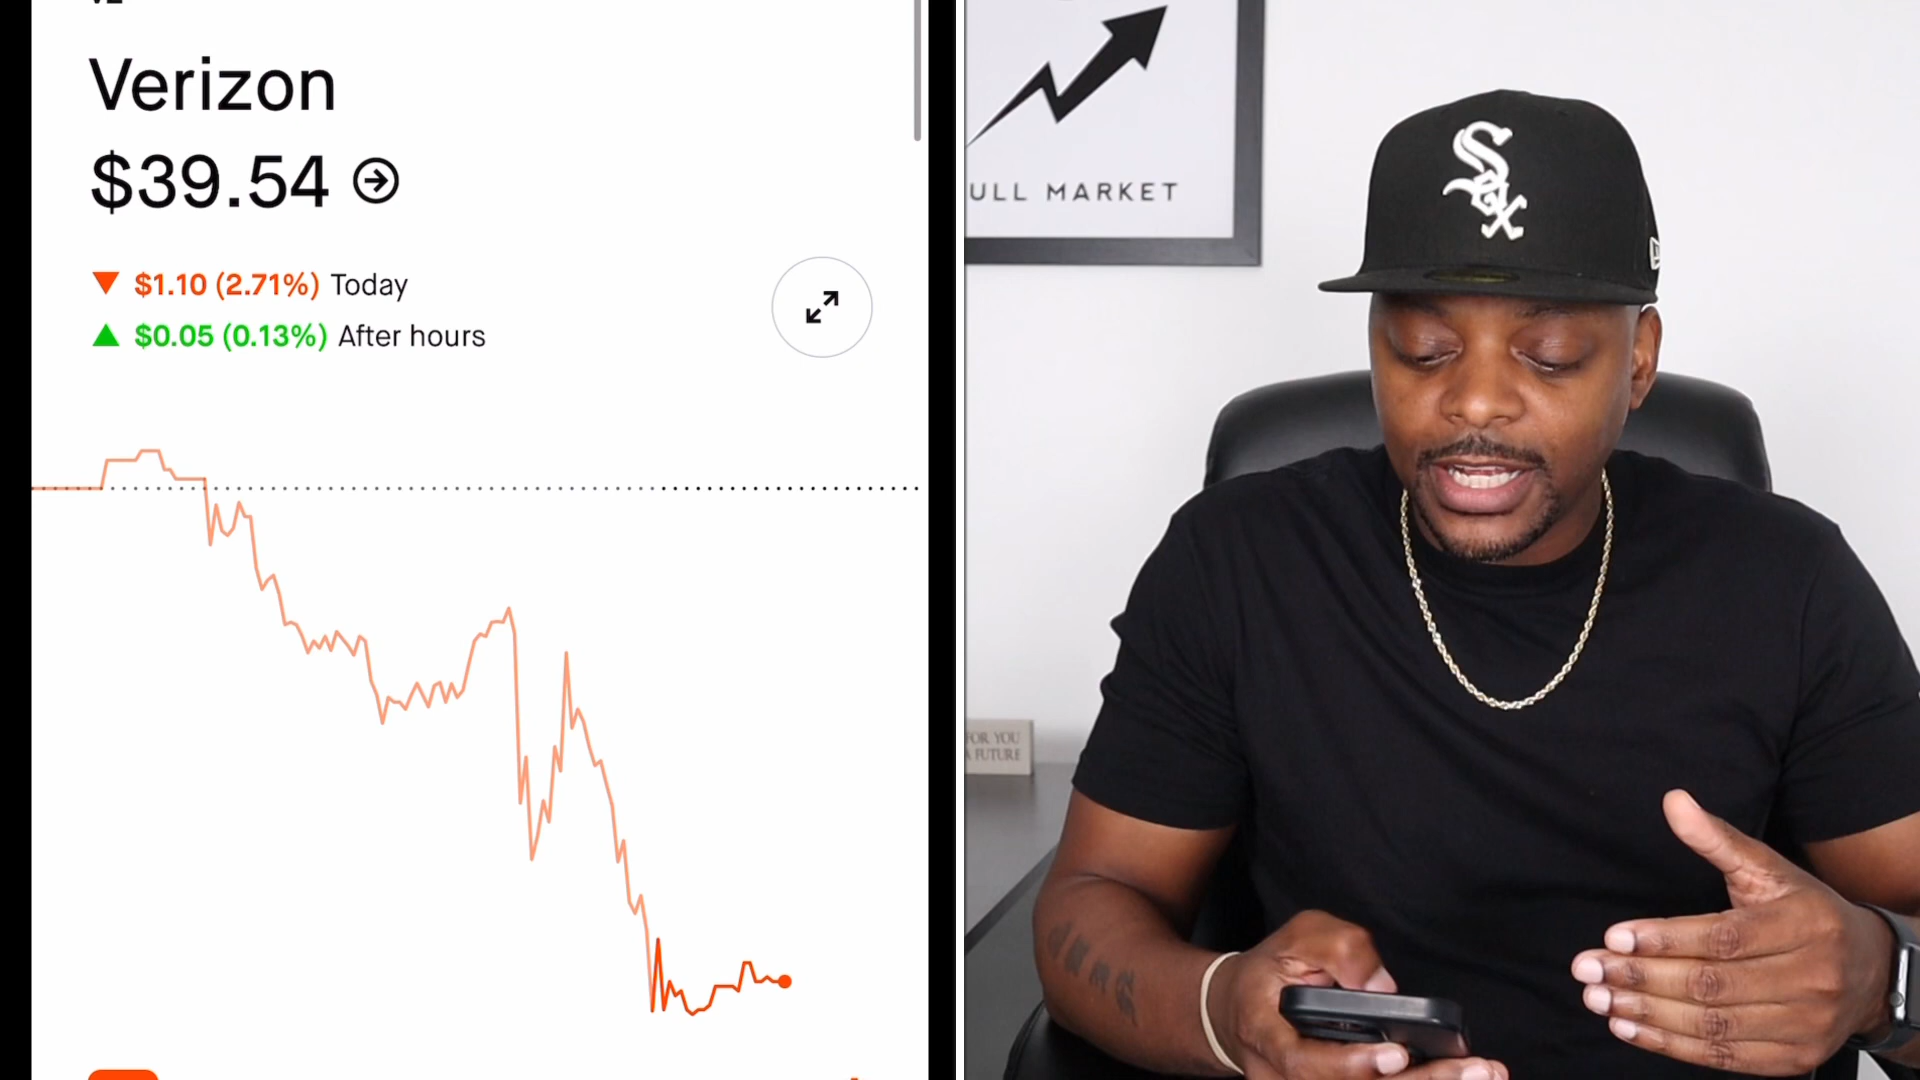 Verizon
$39.54
$1.10 (2.71%) Today
$0.05 (0.13%) After hours
ULL MARKET
Sox
FOR YOU
A FUTURE